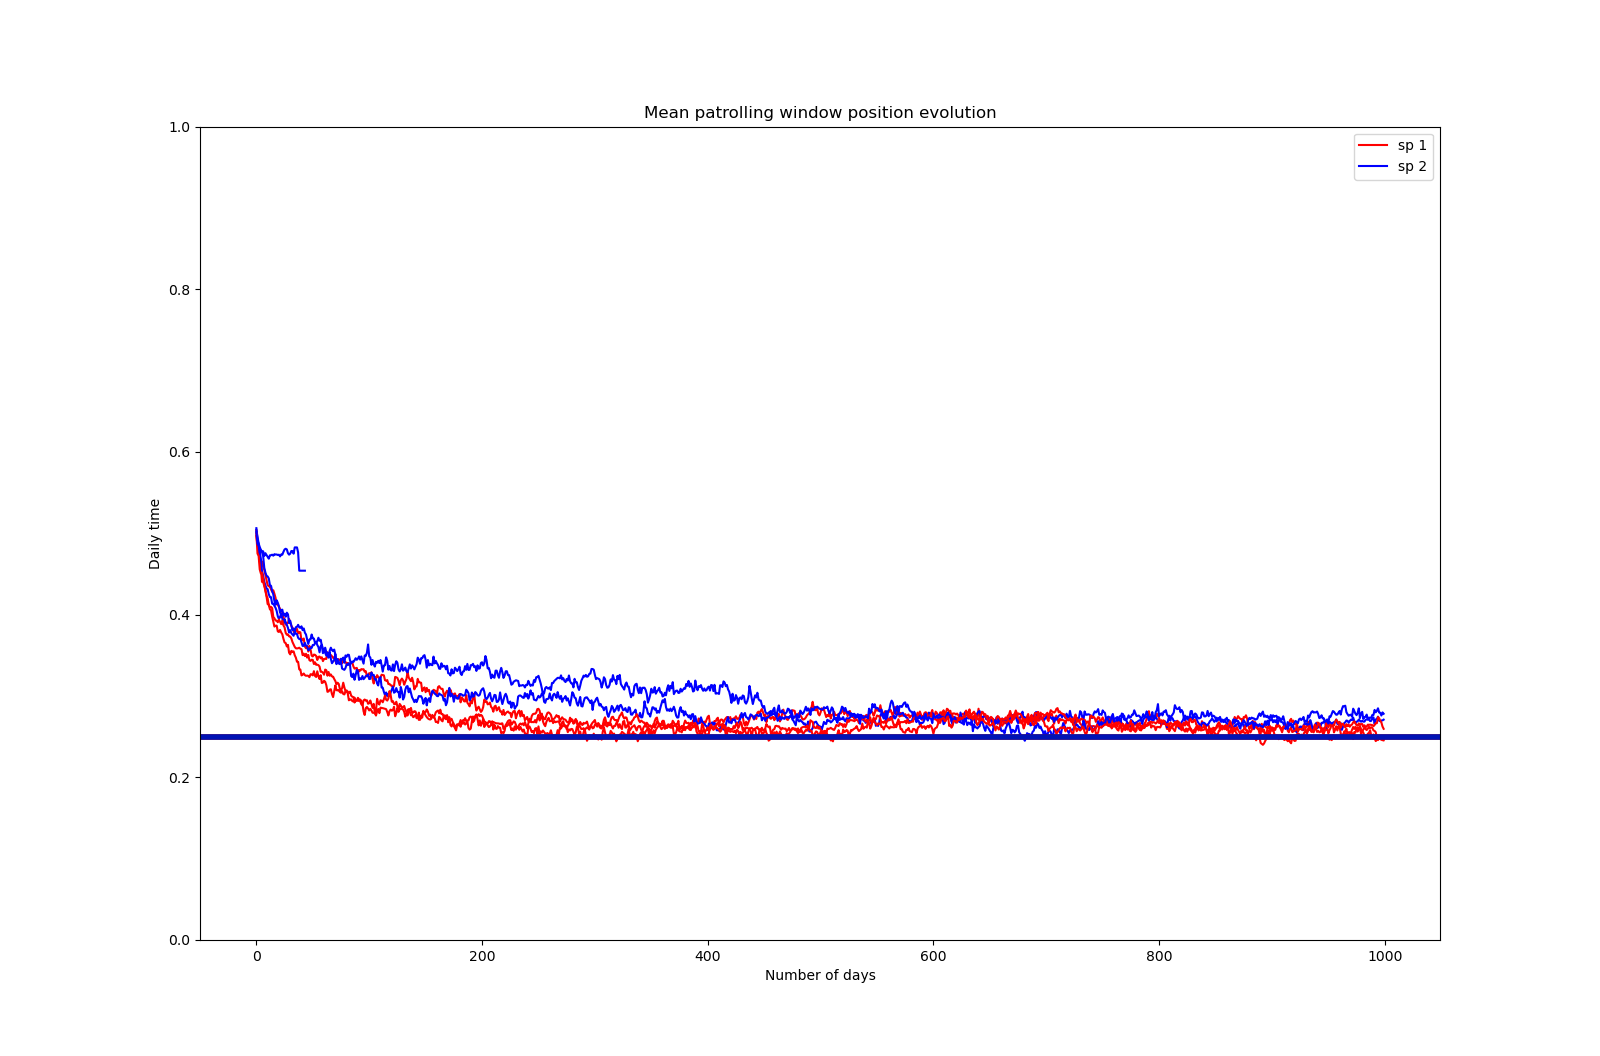 Mean patrolling window position evolution
sp 1
sp 2
1.0
0.8
0.6
0.4
0.2
0.0
Daily time
0 200 400 600 800 1000
Number of days